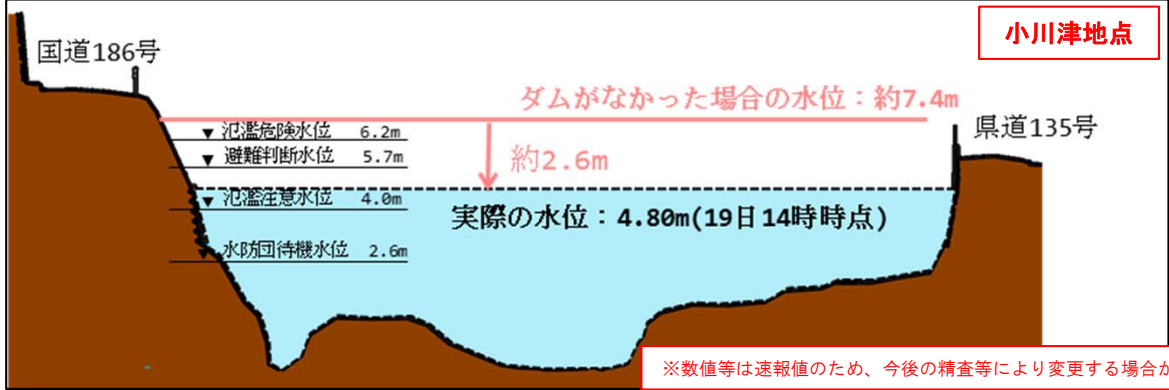 小川津地点
国道186号
ダムがなかった場合の水位：約7.4m
県道135号
▼ 氾濫危険水位 6.2m
▼ 避難判断水位 5.7m
約2.6m
▼ 氾濫注意水位 4.0m
実際の水位：4.80m(19日14時時点)
▼ 水防団待機水位 2.6m
※数値等は速報値のため、今後の精査等により変更する場合が